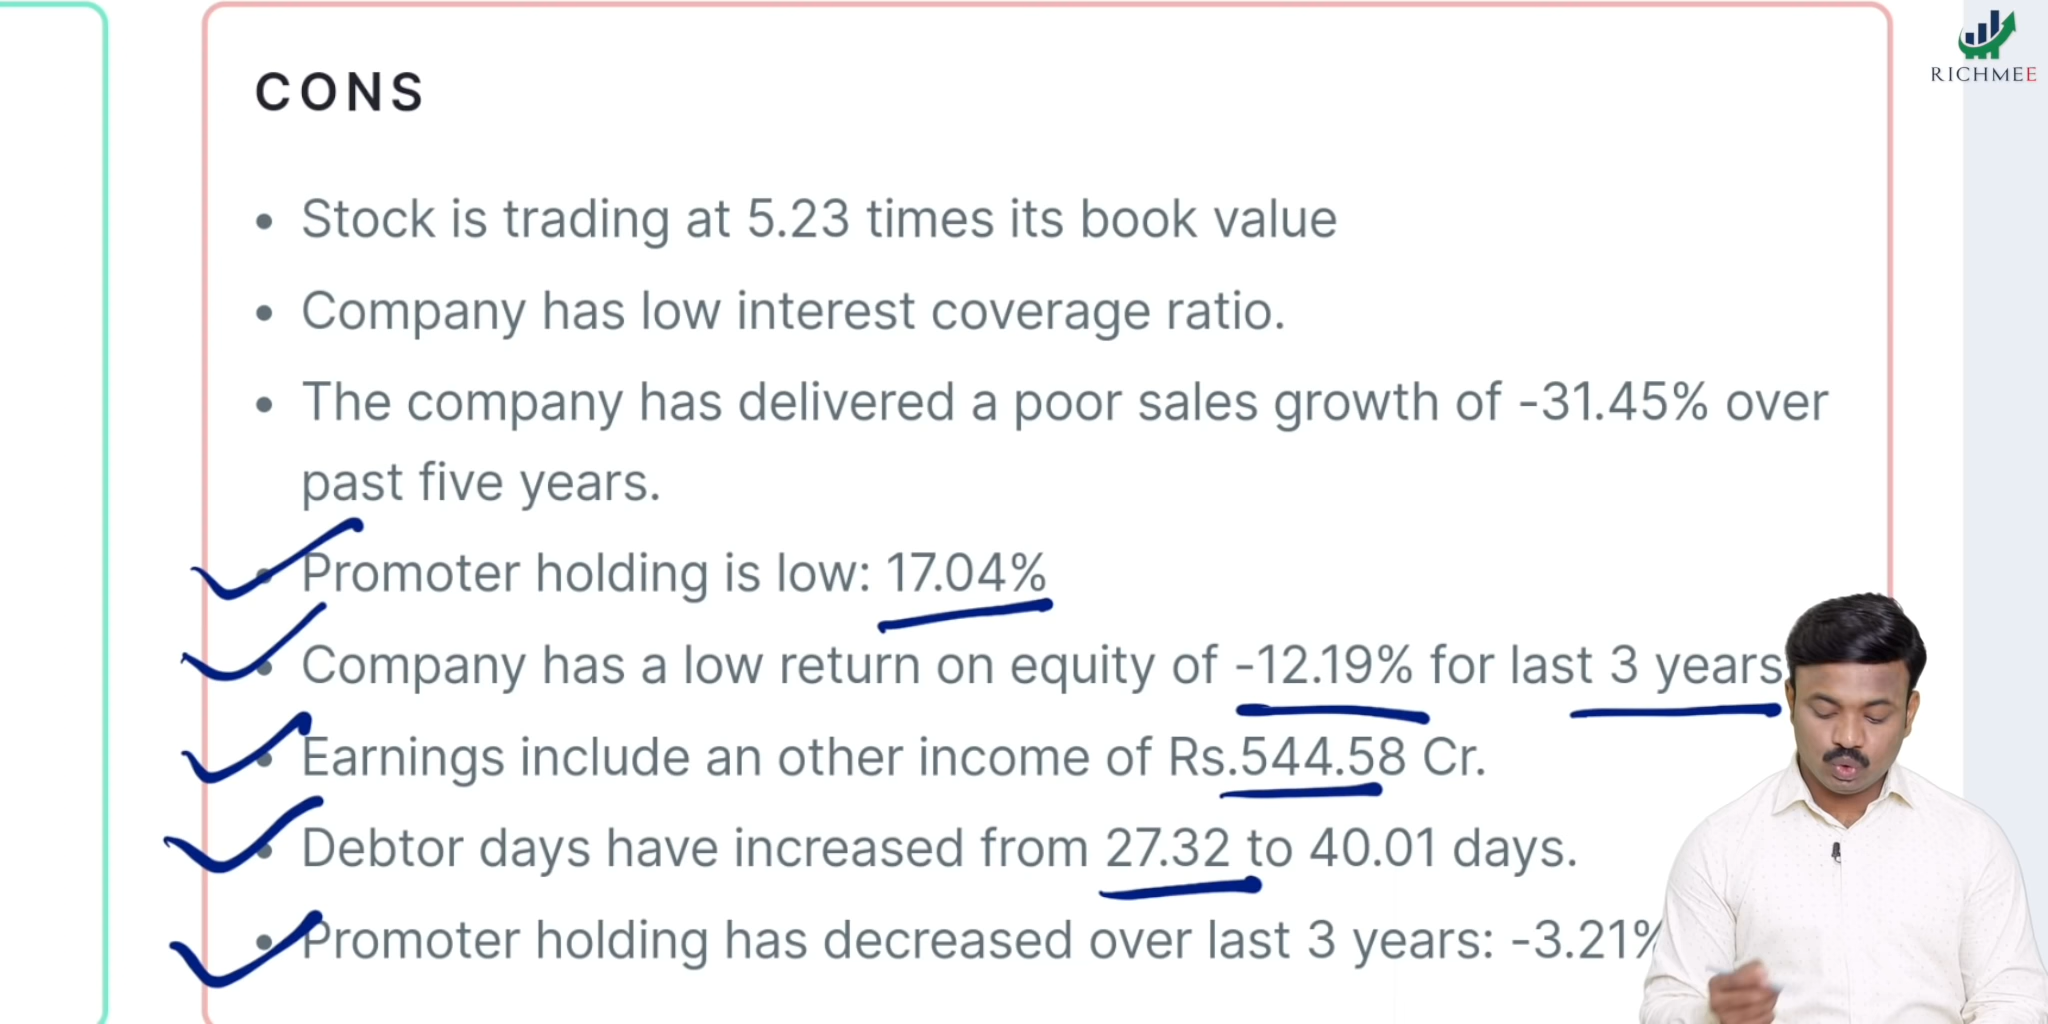 RICHMEE
CONS
• Stock is trading at 5.23 times its book value
• Company has low interest coverage ratio.
• The company has delivered a poor sales growth of -31.45% over
past five years.
• Promoter holding is low: 17.04%
• Company has a low return on equity of -12.19% for last 3 years
• Earnings include an other income of Rs.544.58 Cr.
• Debtor days have increased from 27.32 to 40.01 days.
• Promoter holding has decreased over last 3 years: -3.21%